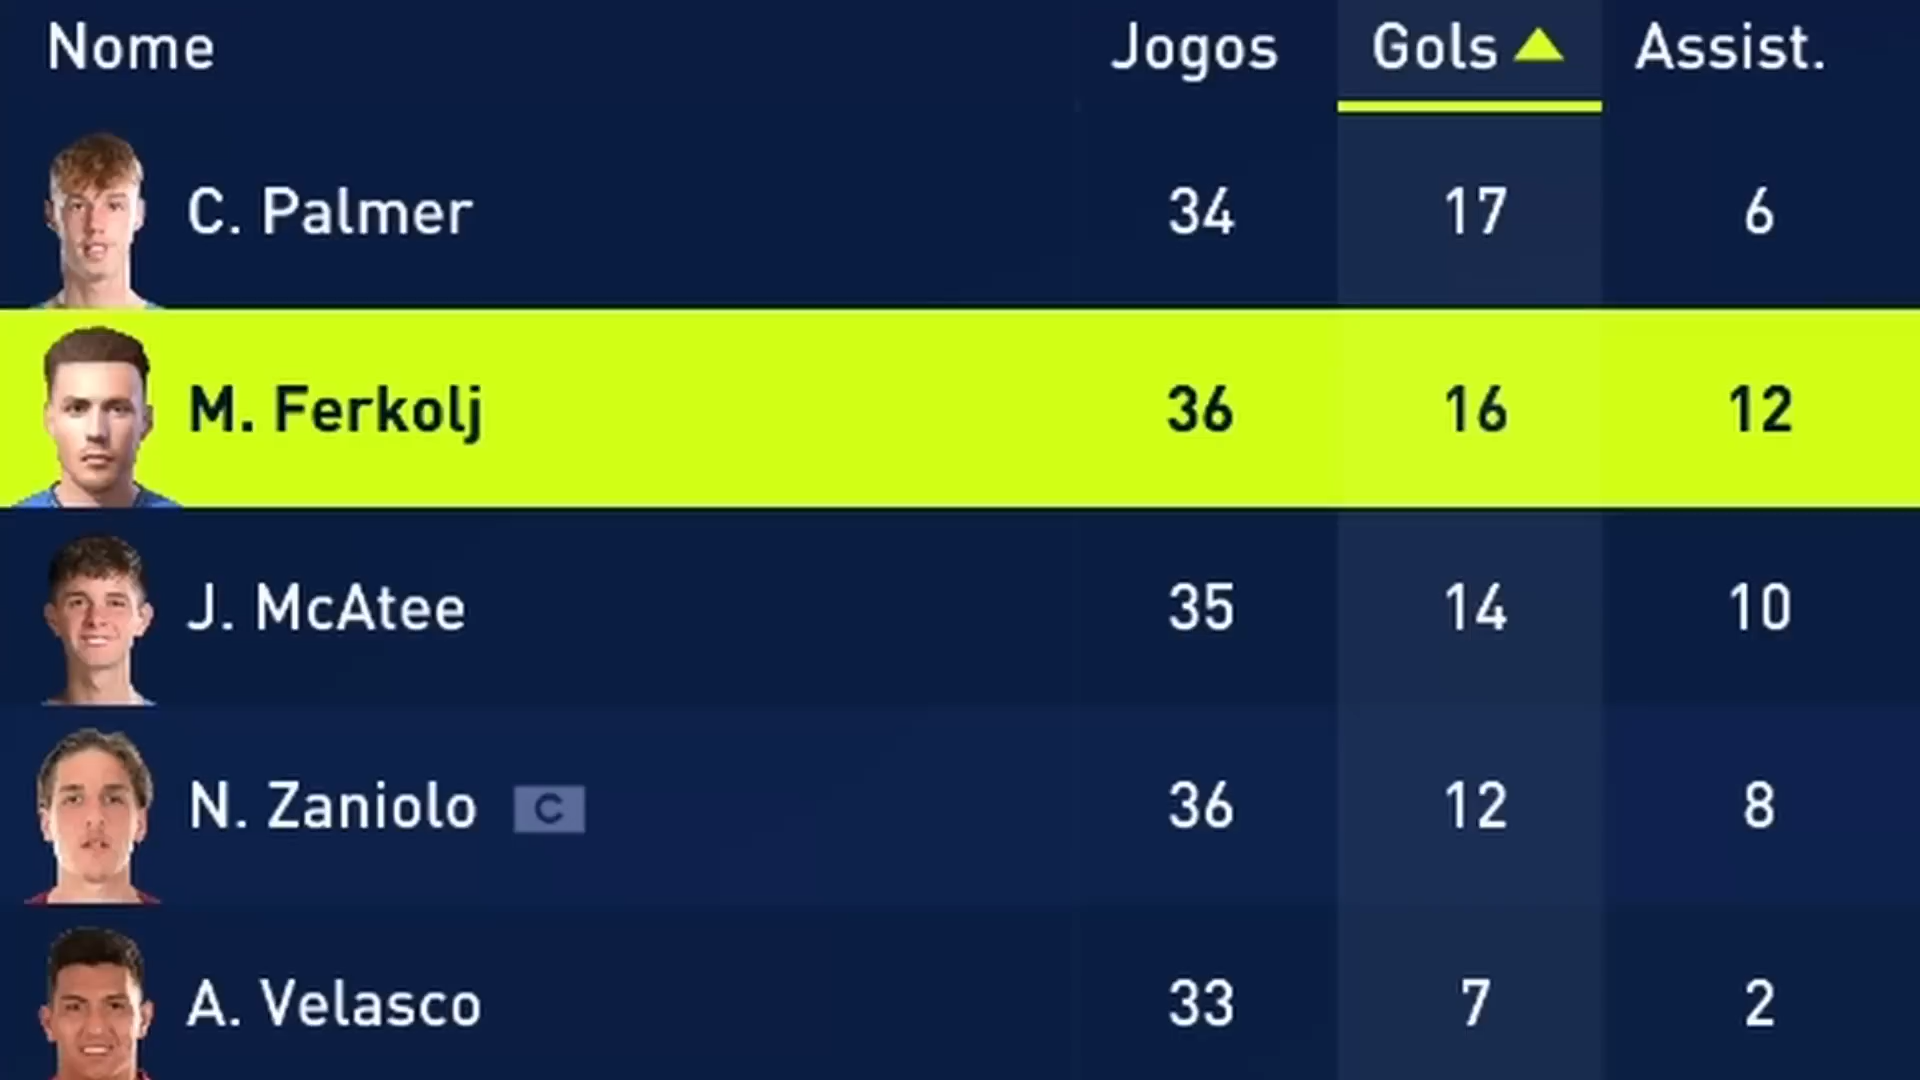 Nome Jogos Gols Assist.
C. Palmer 34 17 6
M. Ferkolj 36 16 12
J. McAtee 35 14 10
N. Zaniolo C 36 12 8
A. Velasco 33 7 2